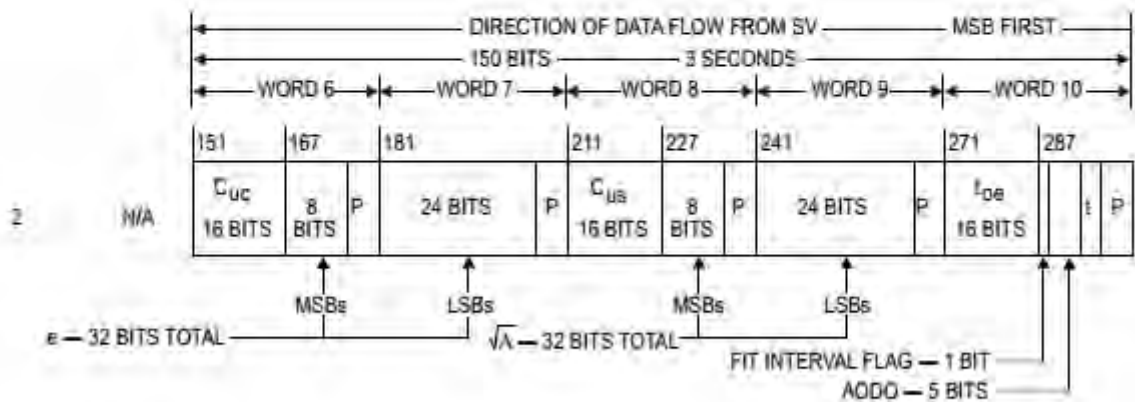 DIRECTION OF DATA FLOW FROM SV MSB FIRST
150 BITS 3 SECONDS
WORD 6 WORD 7 WORD 8 WORD 9 WORD 10
151 167 181 211 227 241 271 287
2 N/A
Cuc 16 BITS
8 BITS
P
24 BITS
P
Cus 16 BITS
8 BITS
P
24 BITS
P
toe 16 BITS
t
P
MSBs LSBs MSBs LSBs
e — 32 BITS TOTAL √A — 32 BITS TOTAL
FIT INTERVAL FLAG — 1 BIT
AODO — 5 BITS